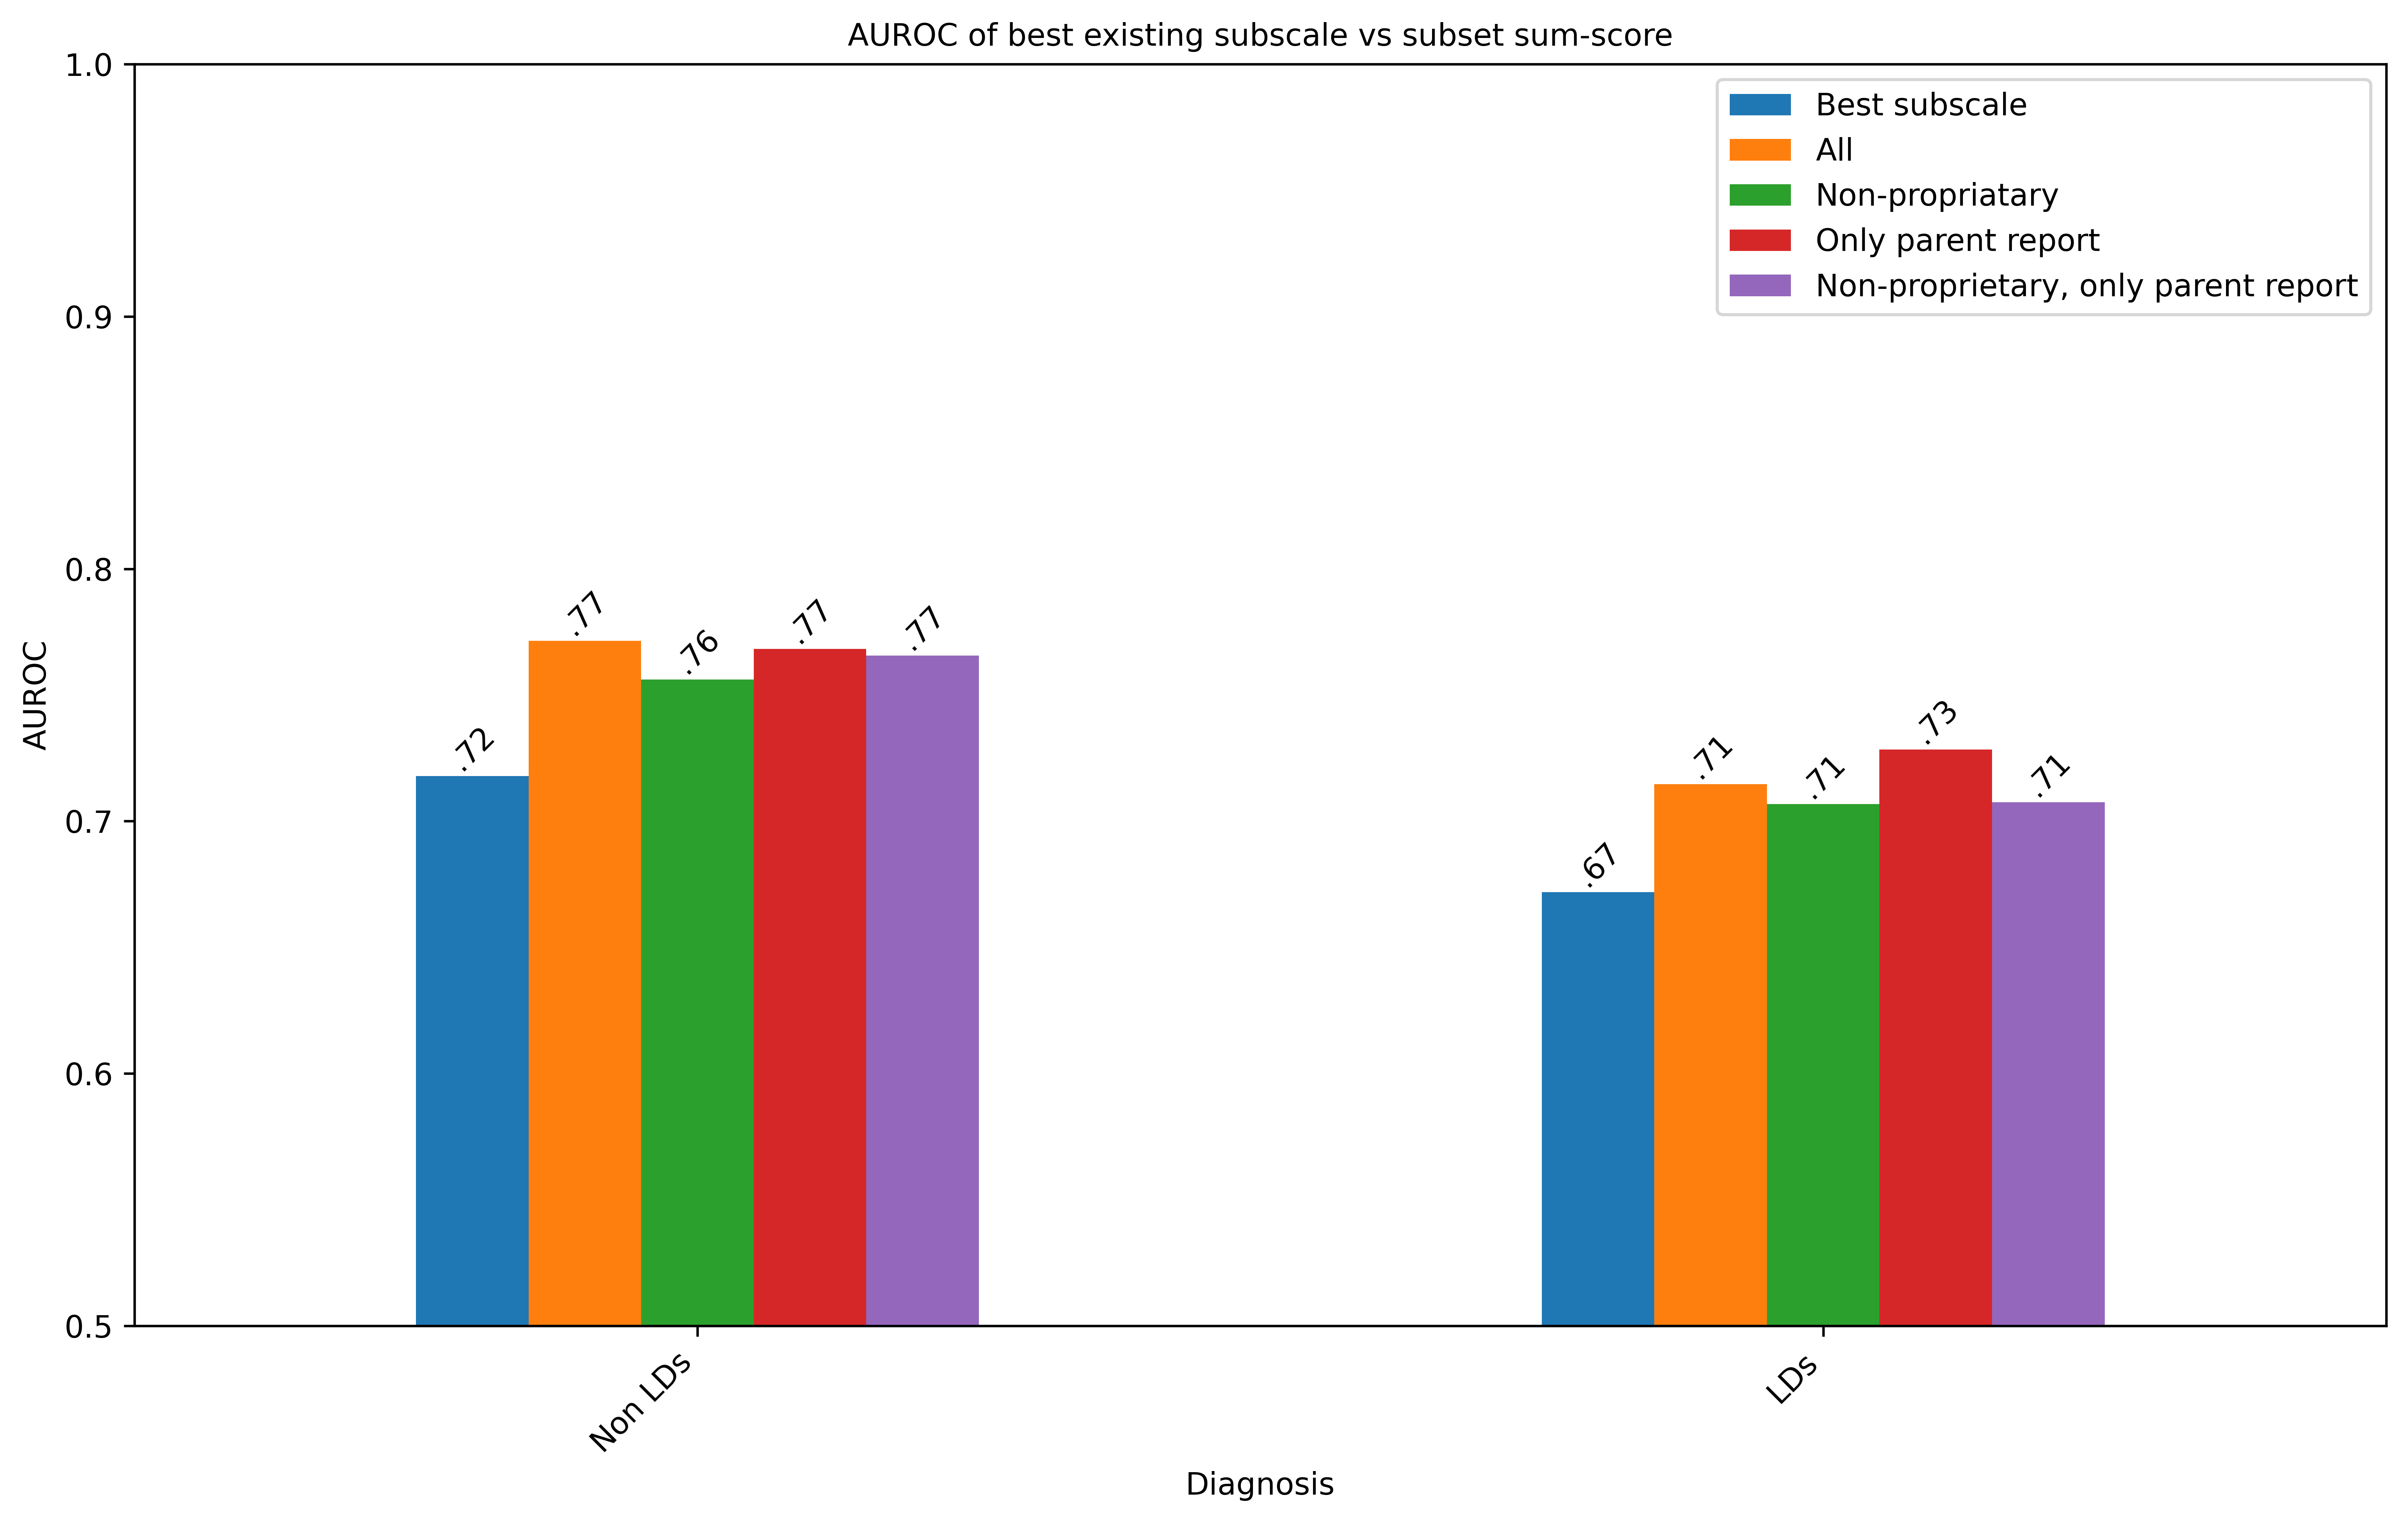 AUROC of best existing subscale vs subset sum-score
1.0
0.9
0.8
0.7
0.6
0.5
AUROC
Best subscale
All
Non-propriatary
Only parent report
Non-proprietary, only parent report
.72
.77
.76
.77
.77
.67
.71
.71
.73
.71
Non LDs
LDs
Diagnosis